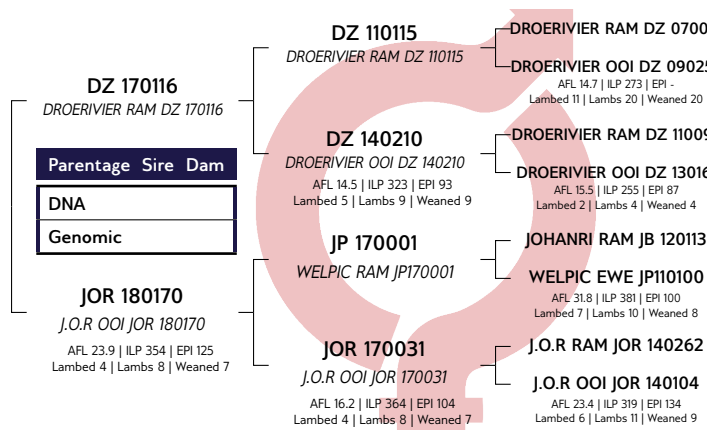 DZ 170116
DROERIVIER RAM DZ 170116
Parentage Sire Dam
DNA
Genomic
JOR 180170
J.O.R OOI JOR 180170
AFL 23.9 | ILP 354 | EPI 125
Lambed 4 | Lambs 8 | Weaned 7
DZ 110115
DROERIVIER RAM DZ 110115
DZ 140210
DROERIVIER OOI DZ 140210
AFL 14.5 | ILP 323 | EPI 93
Lambed 5 | Lambs 9 | Weaned 9
JP 170001
WELPIC RAM JP170001
JOR 170031
J.O.R OOI JOR 170031
AFL 16.2 | ILP 364 | EPI 104
Lambed 4 | Lambs 8 | Weaned 7
DROERIVIER RAM DZ 0700
DROERIVIER OOI DZ 09025
AFL 14.7 | ILP 273 | EPI -
Lambed 11 | Lambs 20 | Weaned 20
DROERIVIER RAM DZ 11009
DROERIVIER OOI DZ 13016
AFL 15.5 | ILP 255 | EPI 87
Lambed 2 | Lambs 4 | Weaned 4
JOHANRI RAM JB 120113
WELPIC EWE JP110100
AFL 31.8 | ILP 381 | EPI 100
Lambed 7 | Lambs 10 | Weaned 8
J.O.R RAM JOR 140262
J.O.R OOI JOR 140104
AFL 23.4 | ILP 319 | EPI 134
Lambed 6 | Lambs 11 | Weaned 9